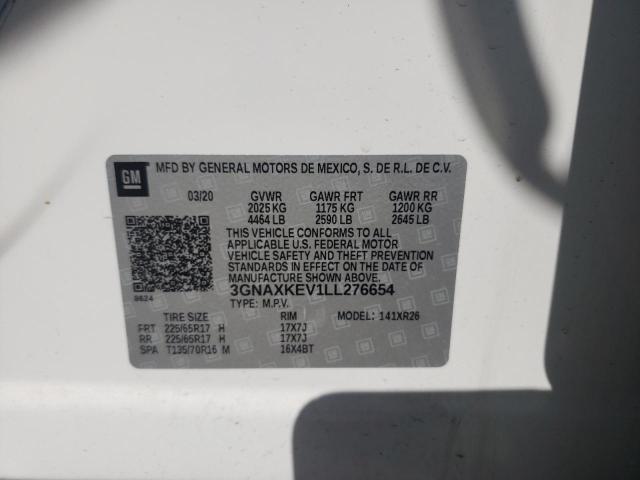 GM MFD BY GENERAL MOTORS DE MEXICO, S. DE R.L. DE C.V.
03/20 GVWR GAWR FRT GAWR RR
2025 KG 1175 KG 1200 KG
4464 LB 2590 LB 2645 LB
THIS VEHICLE CONFORMS TO ALL
APPLICABLE U.S. FEDERAL MOTOR
VEHICLE SAFETY AND THEFT PREVENTION
STANDARDS IN EFFECT ON THE DATE OF
MANUFACTURE SHOWN ABOVE.
3GNAXKEV1LL276654
9624
TYPE: M.P.V.
TIRE SIZE RIM MODEL: 141XR26
FRT 225/65R17 H 17X7J
RR 225/65R17 H 17X7J
SPA T135/70R16 M 16X4BT